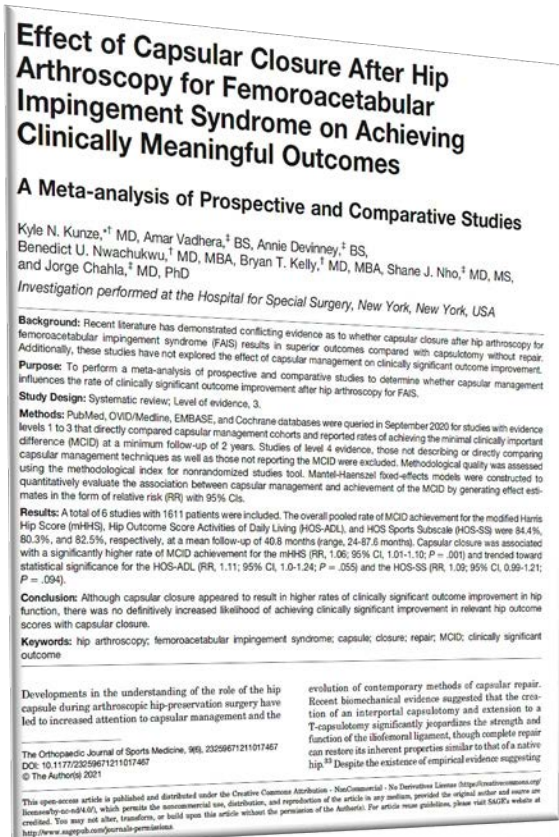 Effect of Capsular Closure After Hip
Arthroscopy for Femoroacetabular
Impingement Syndrome on Achieving
Clinically Meaningful Outcomes
A Meta-analysis of Prospective and Comparative Studies
Kyle N. Kunze,*† MD, Amar Vadhera,‡ BS, Annie Devinney,‡ BS,
Benedict U. Nwachukwu,† MD, MBA, Bryan T. Kelly,† MD, MBA, Shane J. Nho,‡ MD, MS,
and Jorge Chahla,‡ MD, PhD
Investigation performed at the Hospital for Special Surgery, New York, New York, USA
Background: Recent literature has demonstrated conflicting evidence as to whether capsular closure after hip arthroscopy for
femoroacetabular impingement syndrome (FAIS) results in superior outcomes compared with capsulotomy without repair.
Additionally, these studies have not explored the effect of capsular management on clinically significant outcome improvement.
Purpose: To perform a meta-analysis of prospective and comparative studies to determine whether capsular management
influences the rate of clinically significant outcome improvement after hip arthroscopy for FAIS.
Study Design: Systematic review; Level of evidence, 3.
Methods: PubMed, OVID/Medline, EMBASE, and Cochrane databases were queried in September 2020 for studies with evidence
levels 1 to 3 that directly compared capsular management cohorts and reported rates of achieving the minimal clinically important
difference (MCID) at a minimum follow-up of 2 years. Studies of level 4 evidence, those not describing or directly comparing
capsular management techniques as well as those not reporting the MCID were excluded. Methodological quality was assessed
using the methodological index for nonrandomized studies tool. Mantel-Haenszel fixed-effects models were constructed to
quantitatively evaluate the association between capsular management and achievement of the MCID by generating effect esti-
mates in the form of relative risk (RR) with 95% CIs.
Results: A total of 6 studies with 1611 patients were included. The overall pooled rate of MCID achievement for the modified Harris
Hip Score (mHHS), Hip Outcome Score Activities of Daily Living (HOS-ADL), and HOS Sports Subscale (HOS-SS) were 84.4%,
80.3%, and 82.5%, respectively, at a mean follow-up of 40.8 months (range, 24-87.6 months). Capsular closure was associated
with a significantly higher rate of MCID achievement for the mHHS (RR, 1.06; 95% CI, 1.01-1.10; P = .001) and trended toward
statistical significance for the HOS-ADL (RR, 1.11; 95% CI, 1.0-1.24; P = .055) and the HOS-SS (RR, 1.09; 95% CI, 0.99-1.21;
P = .094).
Conclusion: Although capsular closure appeared to result in higher rates of clinically significant outcome improvement in hip
function, there was no definitively increased likelihood of achieving clinically significant improvement in relevant hip outcome
scores with capsular closure.
Keywords: hip arthroscopy; femoroacetabular impingement syndrome; capsule; closure; repair; MCID; clinically significant
outcome
Developments in the understanding of the role of the hip
capsule during arthroscopic hip-preservation surgery have
led to increased attention to capsular management and the
evolution of contemporary methods of capsular repair.
Recent biomechanical evidence suggested that the crea-
tion of an interportal capsulotomy and extension to a
T-capsulotomy significantly jeopardizes the strength and
function of the iliofemoral ligament, though complete repair
can restore its inherent properties similar to that of a native
hip.³³ Despite the existence of empirical evidence suggesting
The Orthopaedic Journal of Sports Medicine, 9(6), 23259671211017467
DOI: 10.1177/23259671211017467
© The Author(s) 2021
This open-access article is published and distributed under the Creative Commons Attribution - NonCommercial - No Derivatives License (https://creativecommons.org/
licenses/by-nc-nd/4.0/), which permits the noncommercial use, distribution, and reproduction of the article in any medium, provided the original author and source are
credited. You may not alter, transform, or build upon this article without the permission of the Author(s). For article reuse guidelines, please visit SAGE's website at
http://www.sagepub.com/journals-permissions.